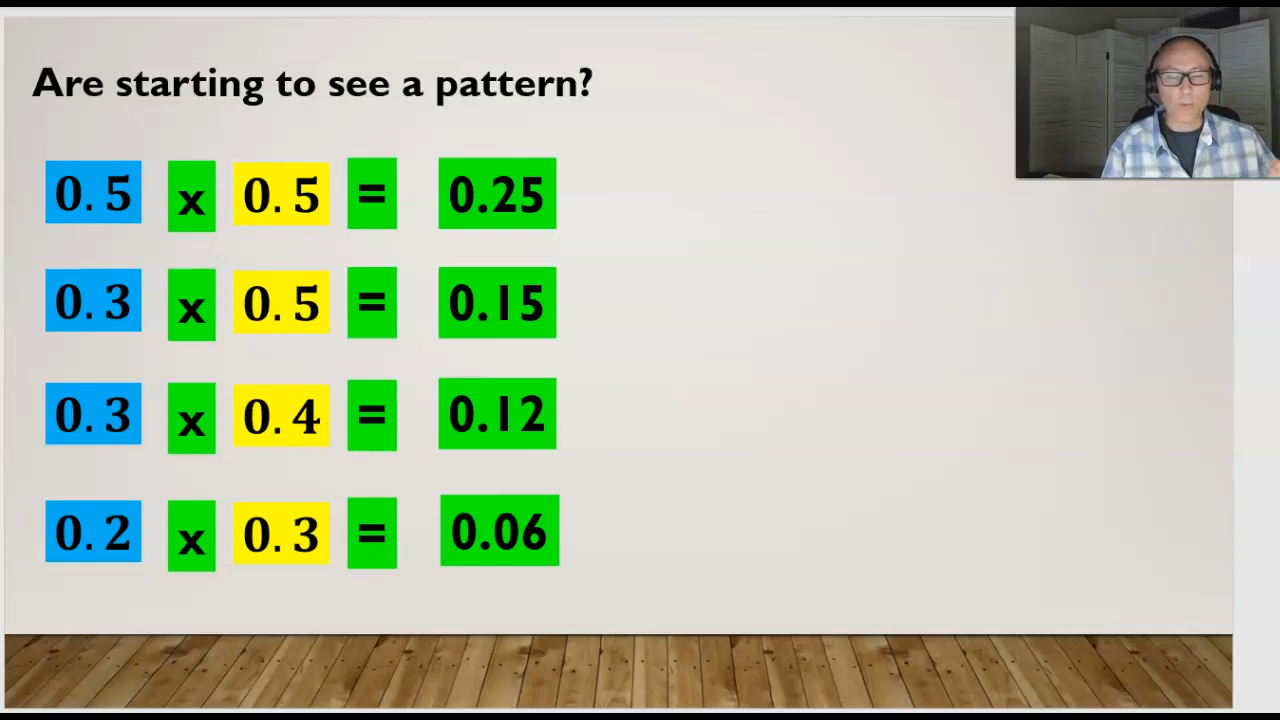 Are starting to see a pattern?
0.5 x 0.5 = 0.25
0.3 x 0.5 = 0.15
0.3 x 0.4 = 0.12
0.2 x 0.3 = 0.06